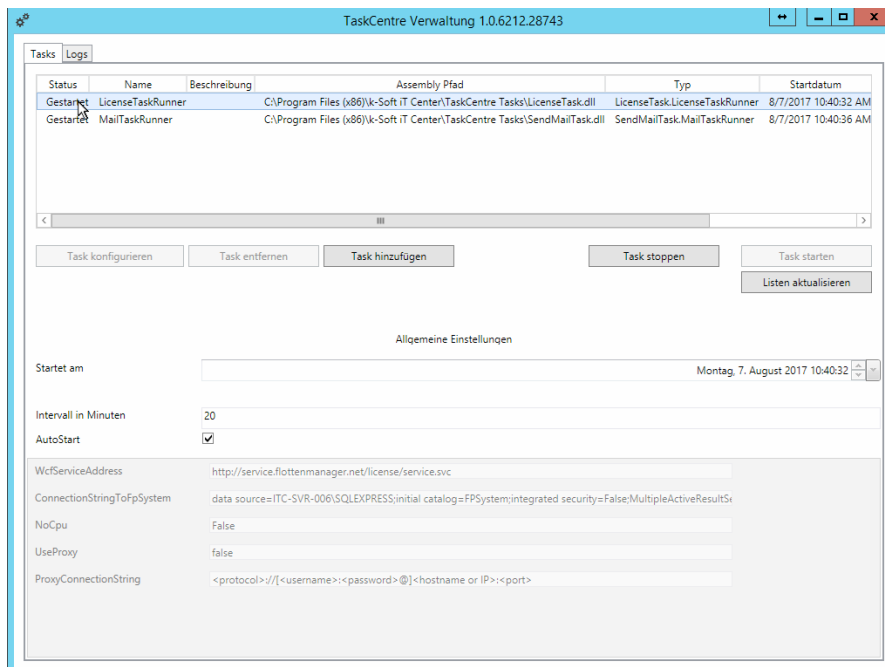 TaskCentre Verwaltung 1.0.6212.28743
Tasks Logs
Status Name Beschreibung Assembly Pfad Typ Startdatum
Gestartet LicenseTaskRunner C:\Program Files (x86)\k-Soft iT Center\TaskCentre Tasks\LicenseTask.dll LicenseTask.LicenseTaskRunner 8/7/2017 10:40:32 AM
Gestartet MailTaskRunner C:\Program Files (x86)\k-Soft iT Center\TaskCentre Tasks\SendMailTask.dll SendMailTask.MailTaskRunner 8/7/2017 10:40:36 AM
Task konfigurieren Task entfernen Task hinzufügen Task stoppen Task starten
Listen aktualisieren
Allgemeine Einstellungen
Startet am Montag, 7. August 2017 10:40:32
Intervall in Minuten 20
AutoStart
WcfServiceAddress http://service.flottenmanager.net/license/service.svc
ConnectionStringToFpSystem data source=ITC-SVR-006\SQLEXPRESS;initial catalog=FPSystem;integrated security=False;MultipleActiveResultSe
NoCpu False
UseProxy false
ProxyConnectionString <protocol>://[<username>:<password>@]<hostname or IP>:<port>